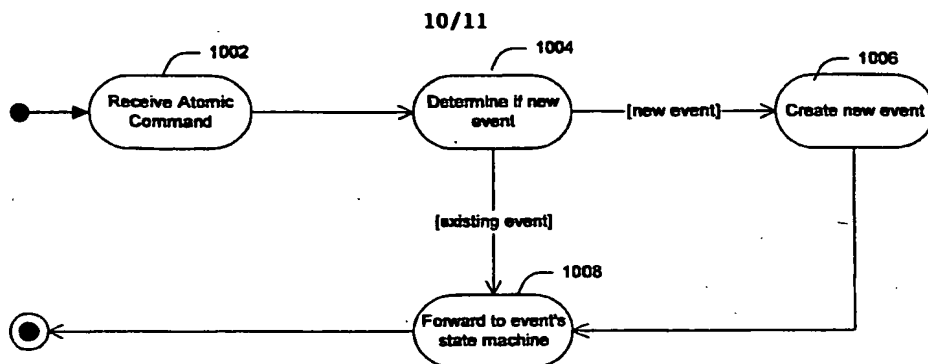 10/11
1002
1004
1006
Receive Atomic
Command
Determine if new
event
[new event]
Create new event
[existing event]
1008
Forward to event's
state machine